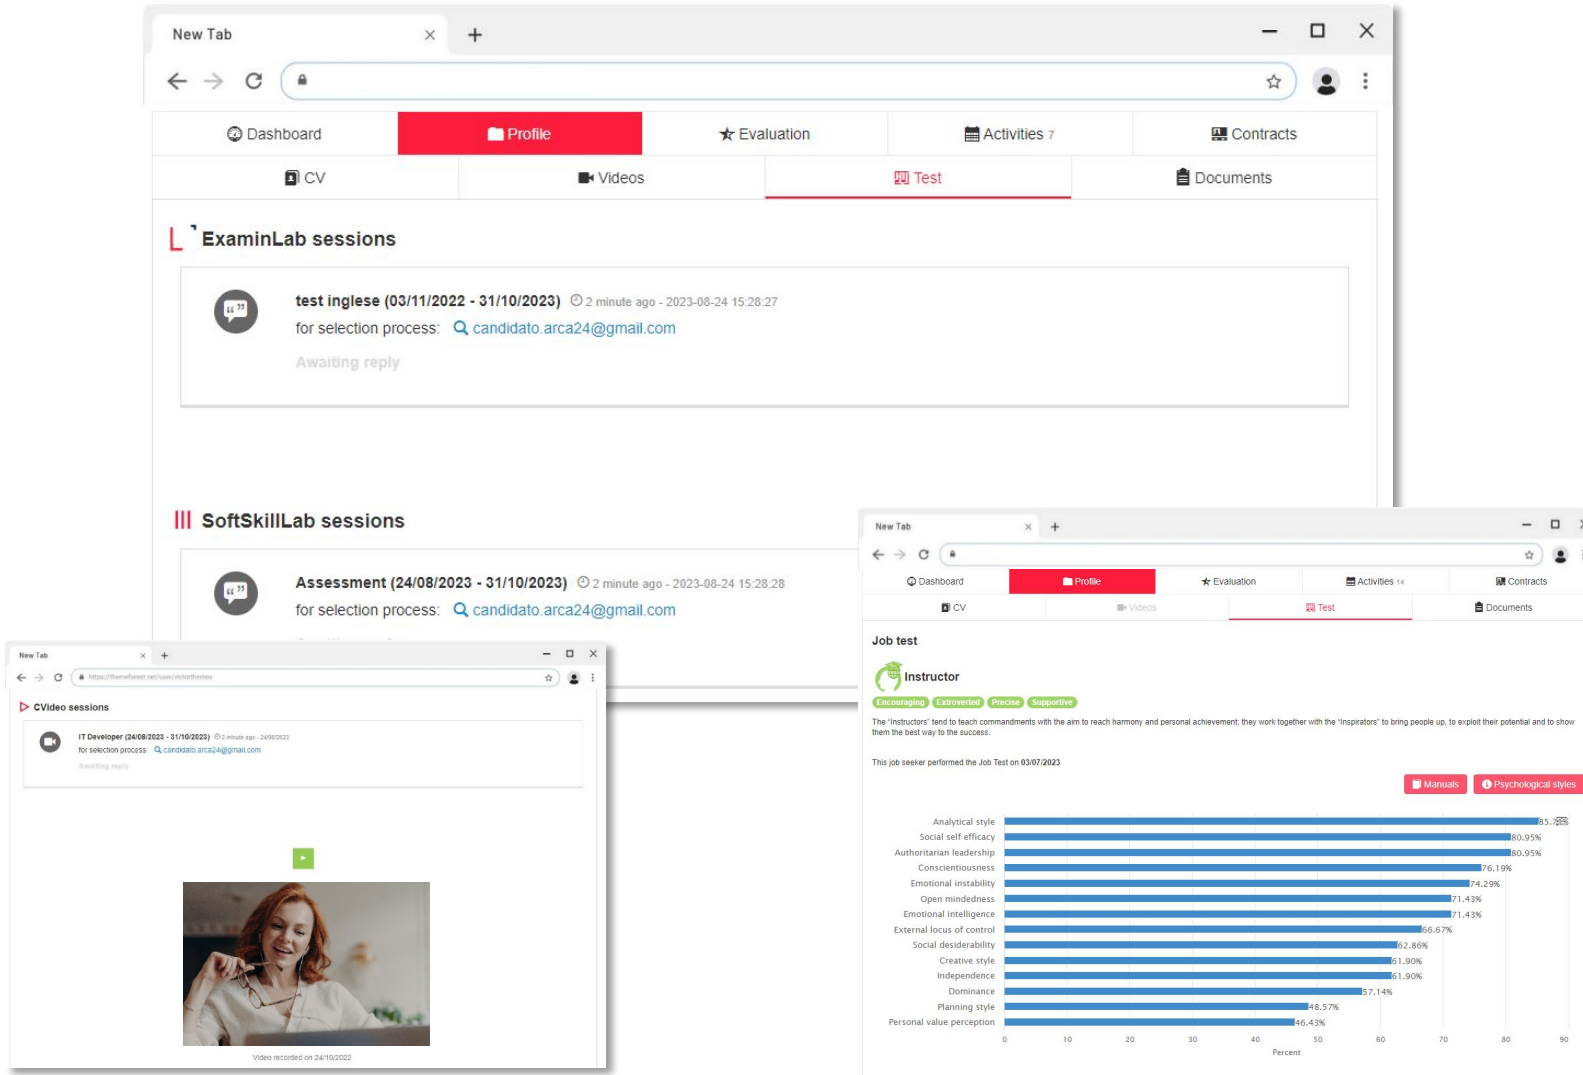 New Tab
Dashboard
Profile
Evaluation
Activities 7
Contracts
CV
Videos
Test
Documents
ExaminLab sessions
test inglese (03/11/2022 - 31/10/2023) 2 minute ago - 2023-08-24 15:28:27
for selection process: candidato.arca24@gmail.com
Awaiting reply
SoftSkillLab sessions
Assessment (24/08/2023 - 31/10/2023) 2 minute ago - 2023-08-24 15:28:28
for selection process: candidato.arca24@gmail.com
New Tab
https://themeforest.net/user/victorthemes
CVideo sessions
IT Developer (24/08/2023 - 31/10/2023) 2 minute ago - 24/08/2023
for selection process: candidato.arca24@gmail.com
Awaiting reply
Video recorded on 24/10/2022
New Tab
Dashboard
Profile
Evaluation
Activities 14
Contracts
CV
Videos
Test
Documents
Job test
Instructor
Encouraging Extroverted Precise Supportive
The "Instructors" tend to teach commandments with the aim to reach harmony and personal achievement; they work together with the "Inspirators" to bring people up, to exploit their potential and to show
them the best way to the success.
This job seeker performed the Job Test on 03/07/2023
Manuals
Psychological styles
Analytical style
Social self efficacy 80.95%
Authoritarian leadership 80.95%
Conscientiousness 76.19%
Emotional instability 74.29%
Open mindedness 71.43%
Emotional intelligence 71.43%
External locus of control 66.67%
Social desiderability 62.86%
Creative style 61.90%
Independence 61.90%
Dominance 57.14%
Planning style 48.57%
Personal value perception 46.43%
0 10 20 30 40 50 60 70 80 90
Percent